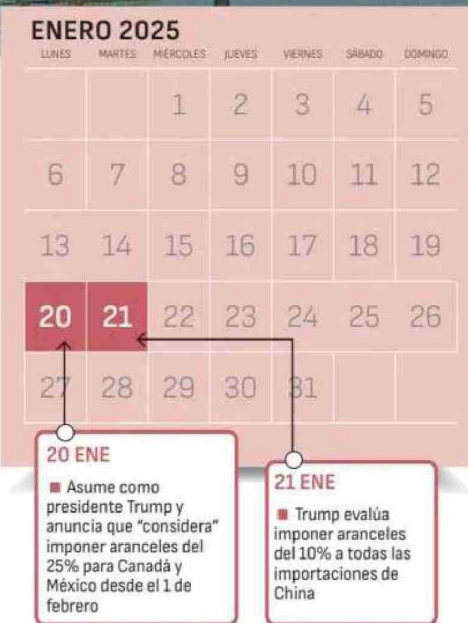 ENERO 2025
LUNES MARTES MIÉRCOLES JUEVES VIERNES SÁBADO DOMINGO
1 2 3 4 5
6 7 8 9 10 11 12
13 14 15 16 17 18 19
20 21 22 23 24 25 26
27 28 29 30 31
20 ENE
Asume como
presidente Trump y
anuncia que “considera”
imponer aranceles del
25% para Canadá y
México desde el 1 de
febrero
21 ENE
Trump evalúa
imponer aranceles
del 10% a todas las
importaciones de
China